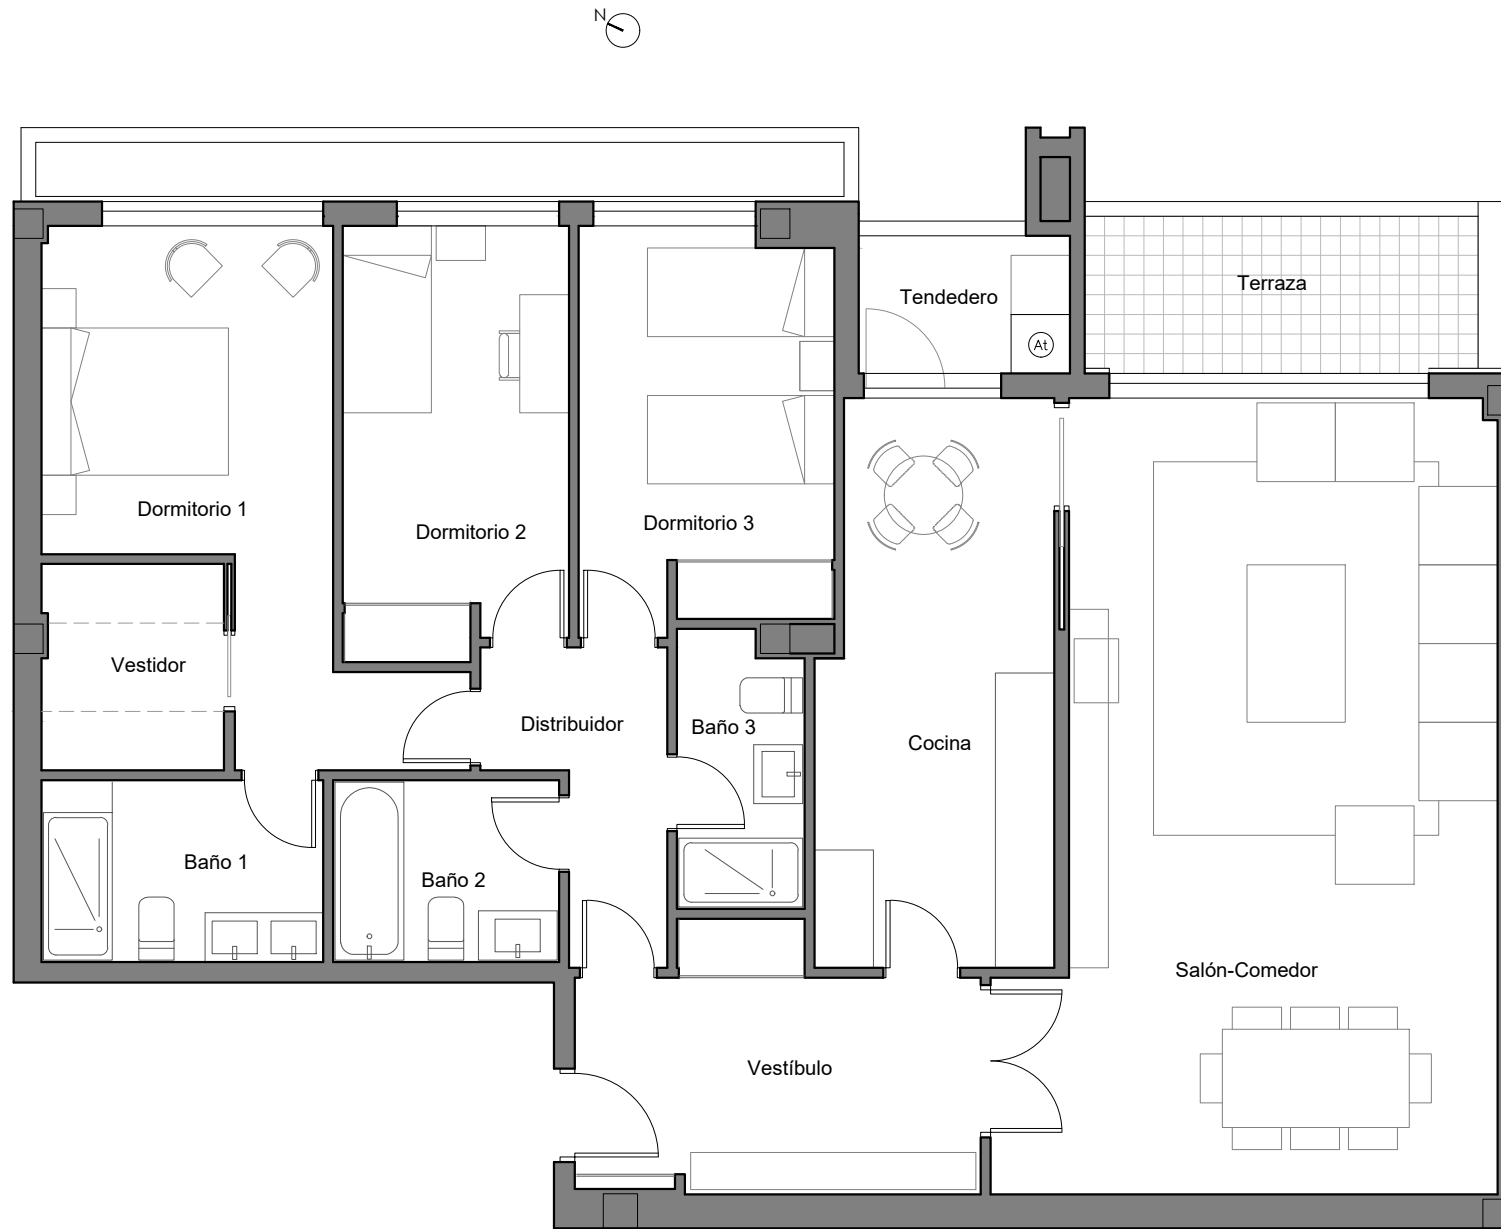 N
Terraza
Tendedero
At
Dormitorio 1
Dormitorio 2
Dormitorio 3
Vestidor
Distribuidor
Baño 3
Cocina
Baño 1
Baño 2
Salón-Comedor
Vestíbulo